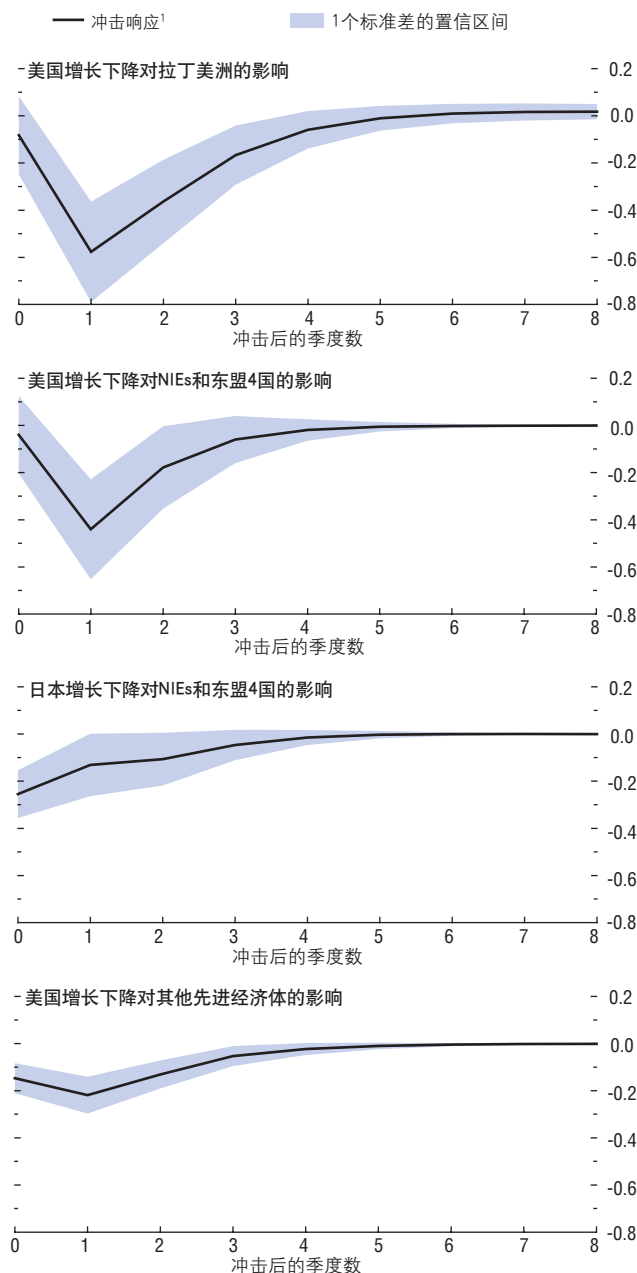 冲击响应1 1个标准差的置信区间
美国增长下降对拉丁美洲的影响
0.2
0.0
-0.2
-0.4
-0.6
-0.8
0 1 2 3 4 5 6 7 8
冲击后的季度数
美国增长下降对NIEs和东盟4国的影响
0.2
0.0
-0.2
-0.4
-0.6
-0.8
0 1 2 3 4 5 6 7 8
冲击后的季度数
日本增长下降对NIEs和东盟4国的影响
0.2
0.0
-0.2
-0.4
-0.6
-0.8
0 1 2 3 4 5 6 7 8
冲击后的季度数
美国增长下降对其他先进经济体的影响
0.2
0.0
-0.2
-0.4
-0.6
-0.8
0 1 2 3 4 5 6 7 8
冲击后的季度数